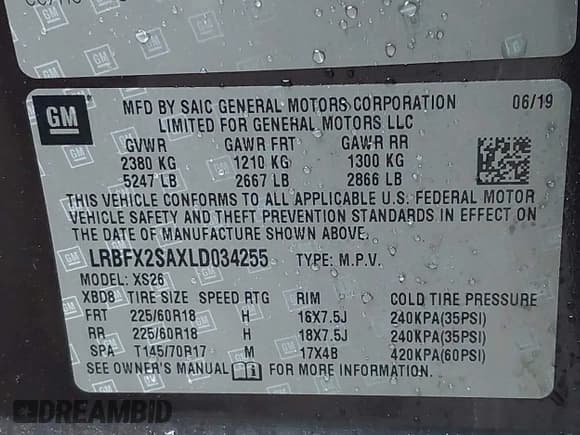 GM
MFD BY SAIC GENERAL MOTORS CORPORATION 06/19
LIMITED FOR GENERAL MOTORS LLC
GVWR GAWR FRT GAWR RR
2380 KG 1210 KG 1300 KG
5247 LB 2667 LB 2866 LB
THIS VEHICLE CONFORMS TO ALL APPLICABLE U.S. FEDERAL MOTOR
VEHICLE SAFETY AND THEFT PREVENTION STANDARDS IN EFFECT ON
THE DATE OF MANUFACTURE SHOWN ABOVE.
LRBFX2SAXLD034255 TYPE: M.P.V.
MODEL: XS26
XBD8 TIRE SIZE SPEED RTG RIM COLD TIRE PRESSURE
FRT 225/60R18 H 16X7.5J 240KPA(35PSI)
RR 225/60R18 H 18X7.5J 240KPA(35PSI)
SPA T145/70R17 M 17X4B 420KPA(60PSI)
SEE OWNER'S MANUAL FOR MORE INFORMATION.
DREAMBID